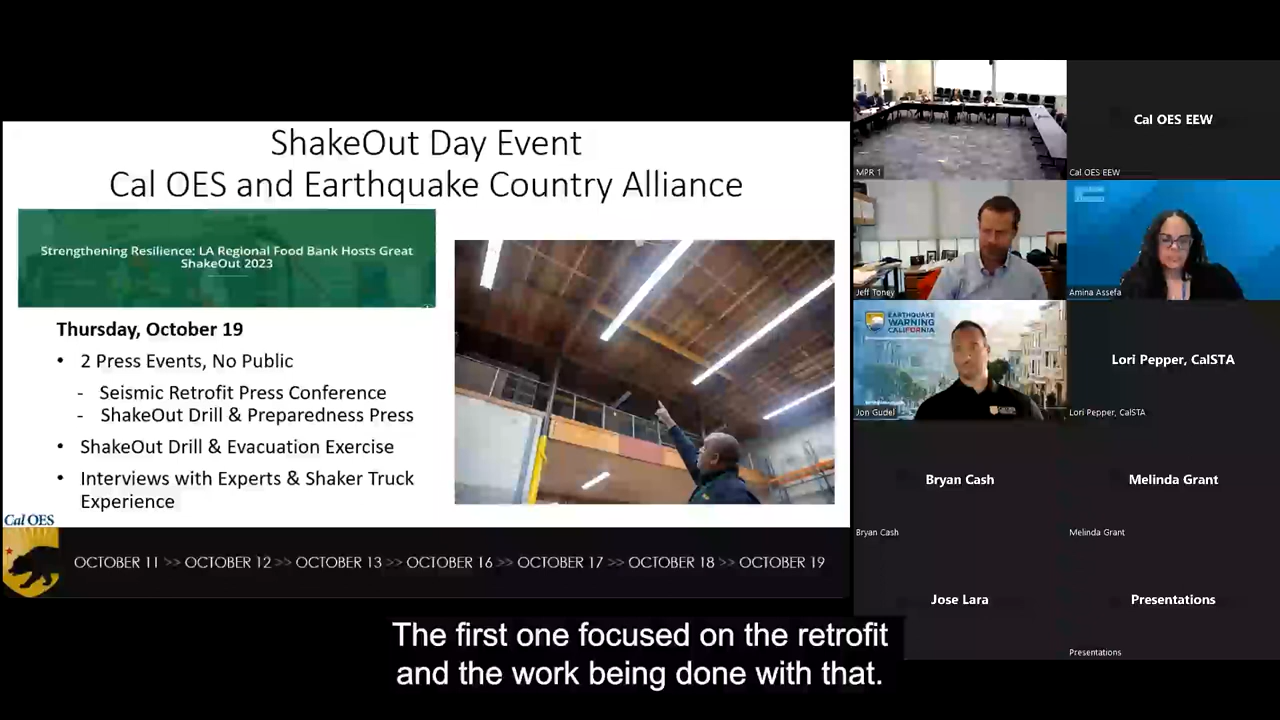 ShakeOut Day Event
Cal OES and Earthquake Country Alliance
Strengthening Resilience: LA Regional Food Bank Hosts Great
ShakeOut 2023
Thursday, October 19
• 2 Press Events, No Public
- Seismic Retrofit Press Conference
- ShakeOut Drill & Preparedness Press
• ShakeOut Drill & Evacuation Exercise
• Interviews with Experts & Shaker Truck
Experience
Cal OES
OCTOBER 11 >> OCTOBER 12 >> OCTOBER 13 >> OCTOBER 16 >> OCTOBER 17 >> OCTOBER 18 >> OCTOBER 19
MPR 1
Cal OES EEW
Cal OES EEW
Jeff Toney
Amina Assefa
EARTHQUAKE
WARNING
CALIFORNIA
Jon Gudel
Lori Pepper, CalSTA
Lori Pepper, CalSTA
Bryan Cash
Bryan Cash
Melinda Grant
Melinda Grant
Jose Lara
Presentations
Presentations
The first one focused on the retrofit
and the work being done with that.